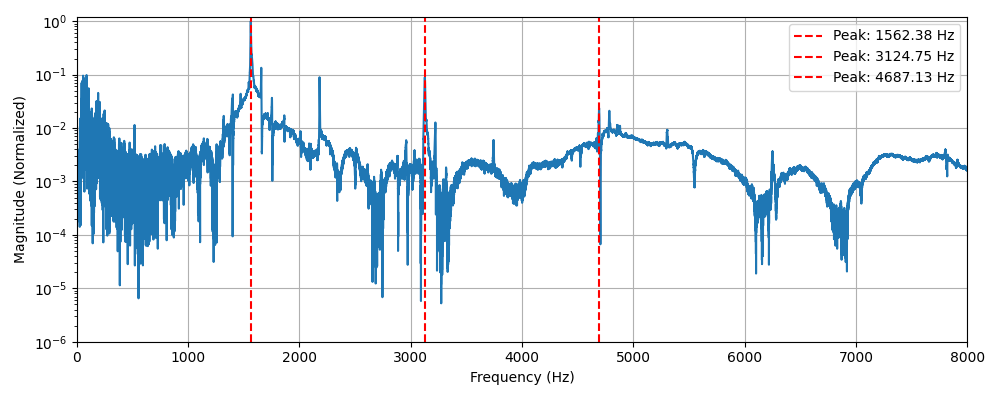 10⁰
10⁻¹
10⁻²
10⁻³
10⁻⁴
10⁻⁵
10⁻⁶
Magnitude (Normalized)
Peak: 1562.38 Hz
Peak: 3124.75 Hz
Peak: 4687.13 Hz
0 1000 2000 3000 4000 5000 6000 7000 8000
Frequency (Hz)